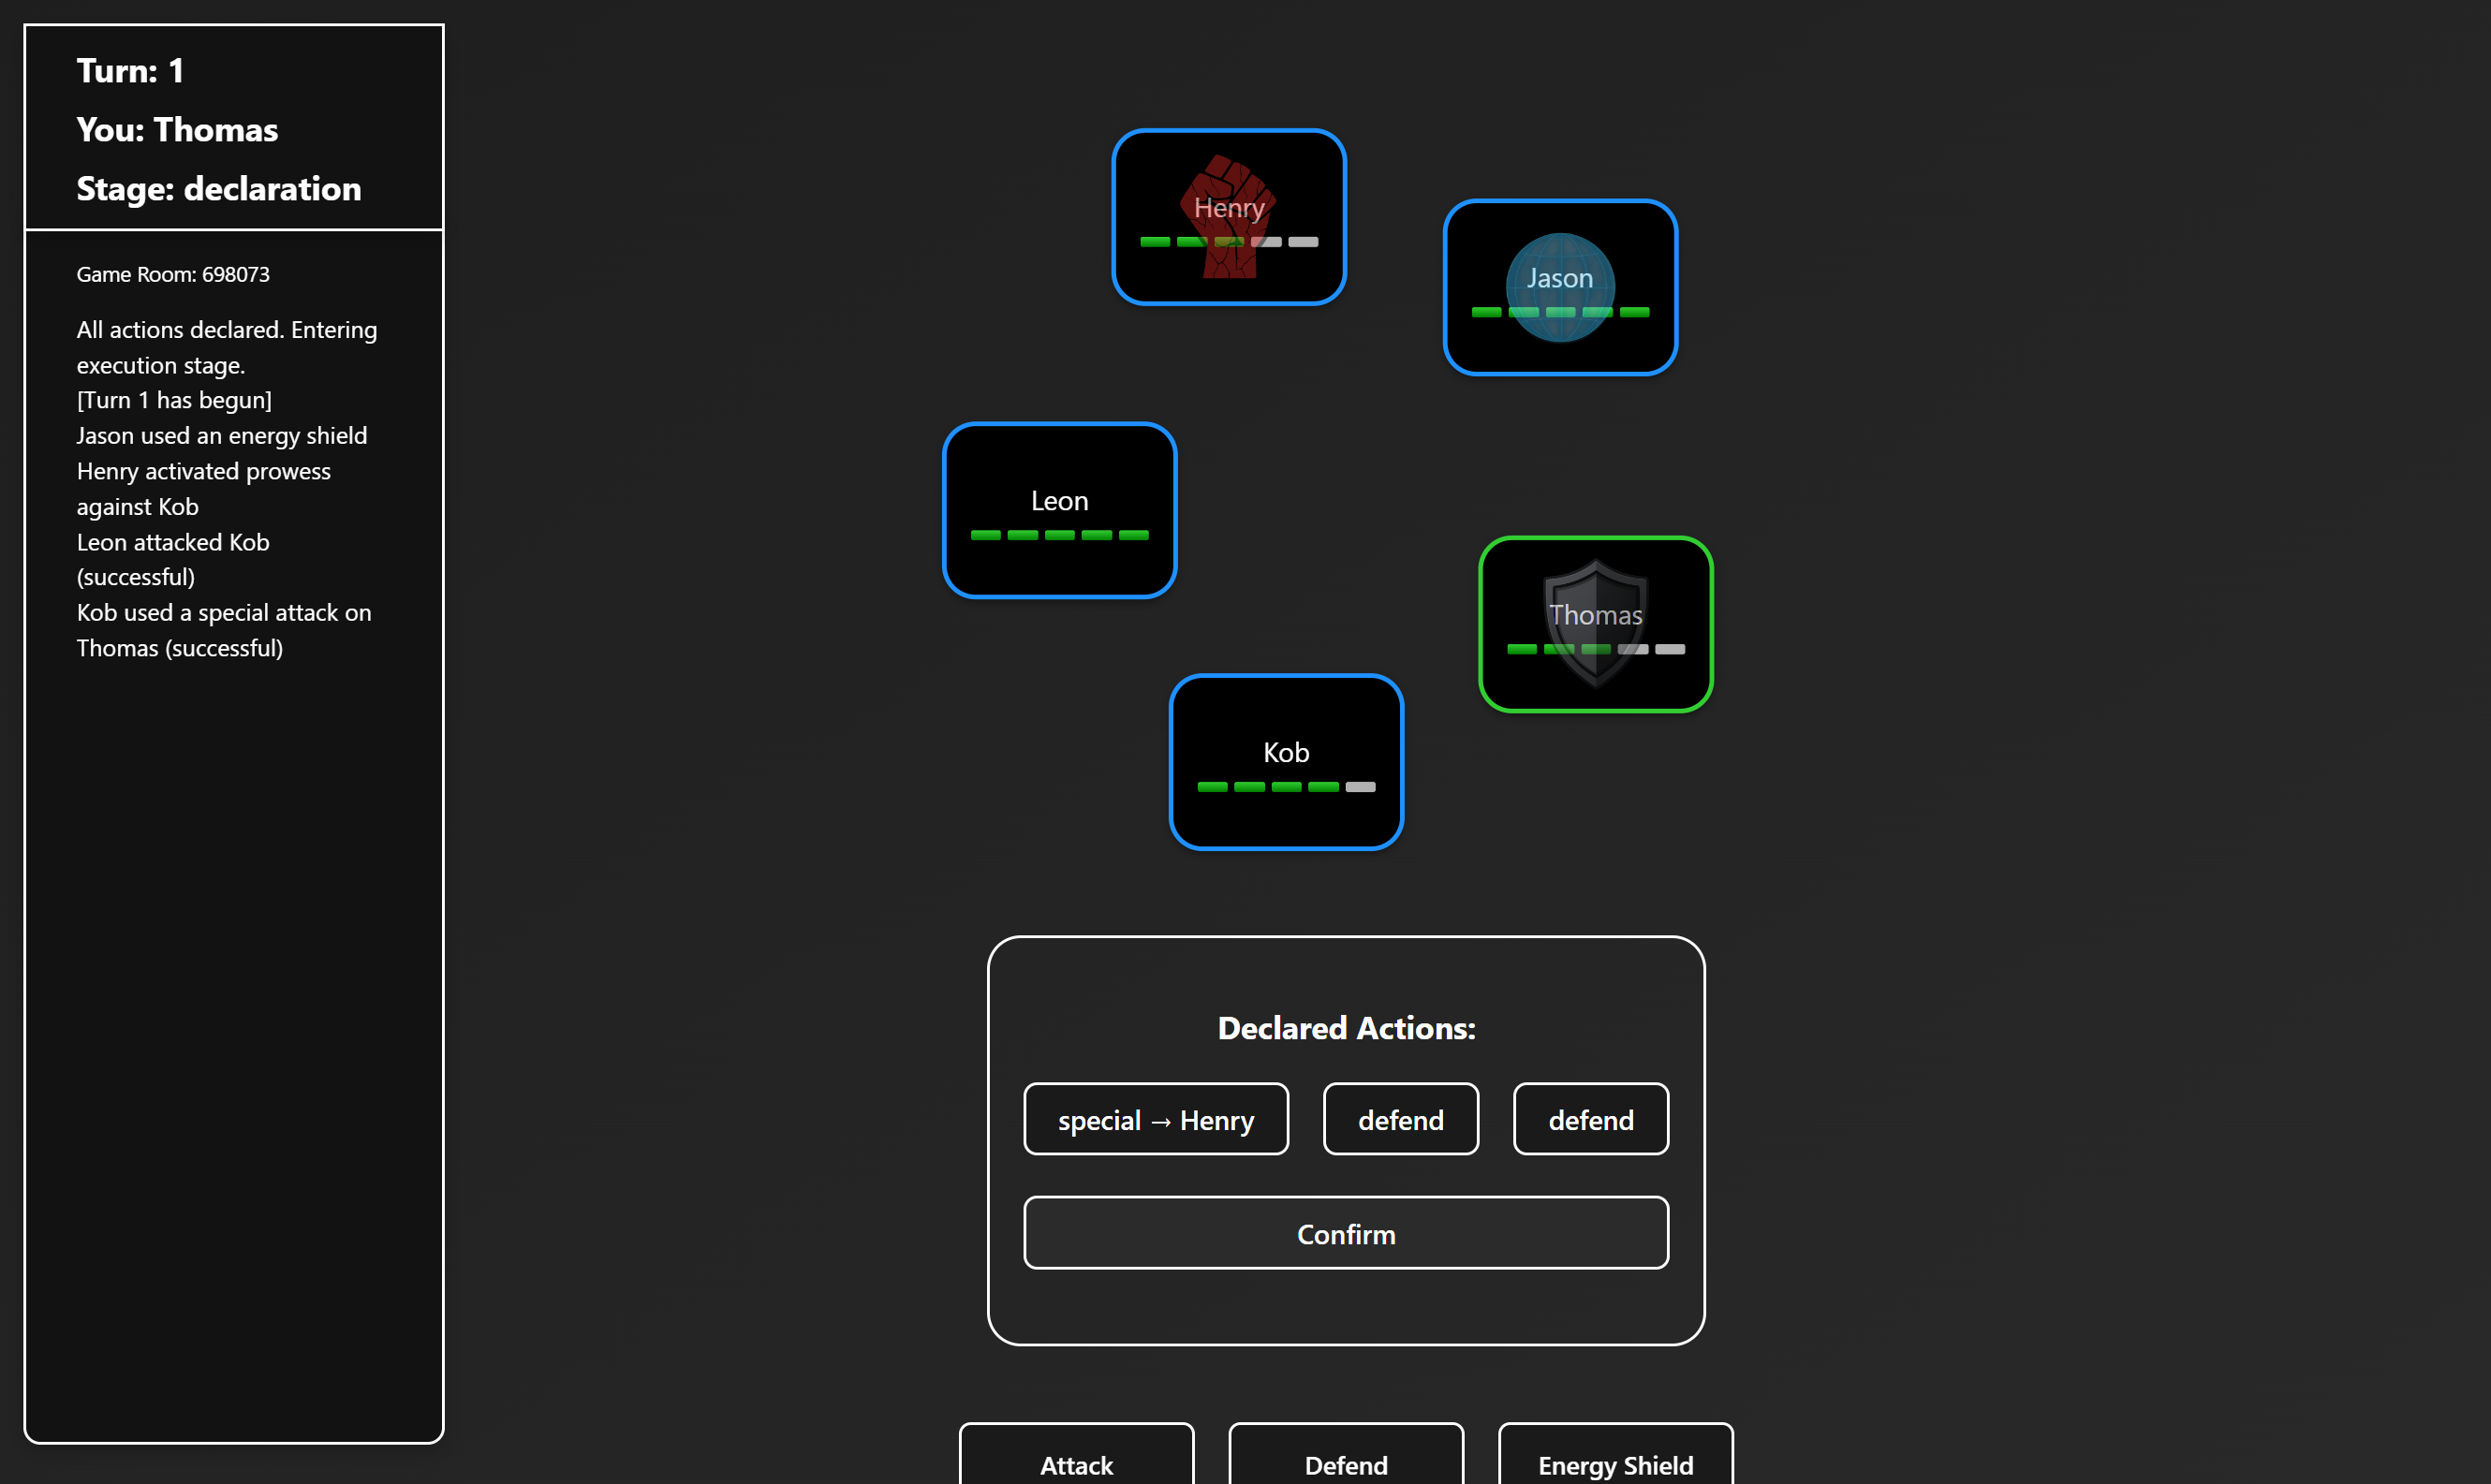 Turn: 1
You: Thomas
Stage: declaration
Game Room: 698073
All actions declared. Entering
execution stage.
[Turn 1 has begun]
Jason used an energy shield
Henry activated prowess
against Kob
Leon attacked Kob
(successful)
Kob used a special attack on
Thomas (successful)
Henry
Jason
Leon
Thomas
Kob
Declared Actions:
special → Henry
defend
defend
Confirm
Attack
Defend
Energy Shield